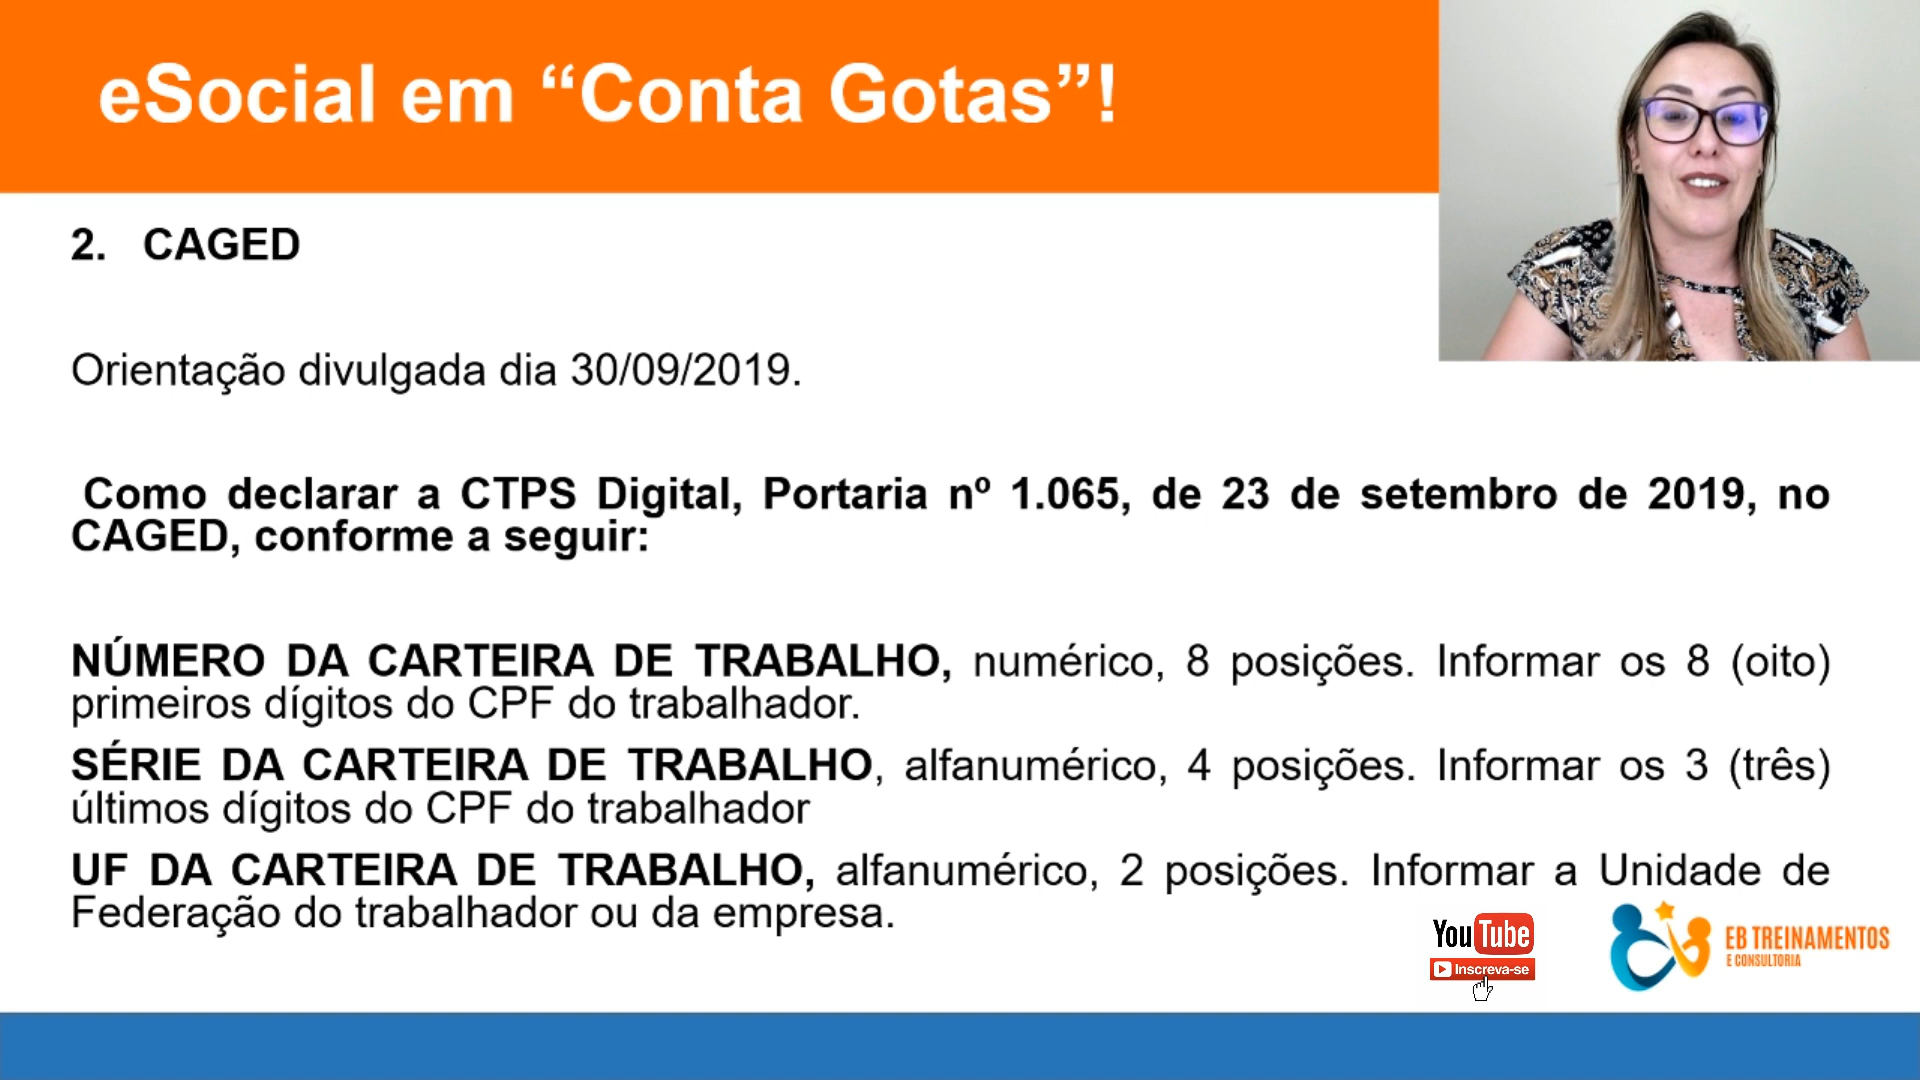 eSocial em “Conta Gotas”!
2. CAGED
Orientação divulgada dia 30/09/2019.
Como declarar a CTPS Digital, Portaria nº 1.065, de 23 de setembro de 2019, no
CAGED, conforme a seguir:
NÚMERO DA CARTEIRA DE TRABALHO, numérico, 8 posições. Informar os 8 (oito)
primeiros dígitos do CPF do trabalhador.
SÉRIE DA CARTEIRA DE TRABALHO, alfanumérico, 4 posições. Informar os 3 (três)
últimos dígitos do CPF do trabalhador
UF DA CARTEIRA DE TRABALHO, alfanumérico, 2 posições. Informar a Unidade de
Federação do trabalhador ou da empresa.
YouTube
Inscreva-se
EB TREINAMENTOS
E CONSULTORIA